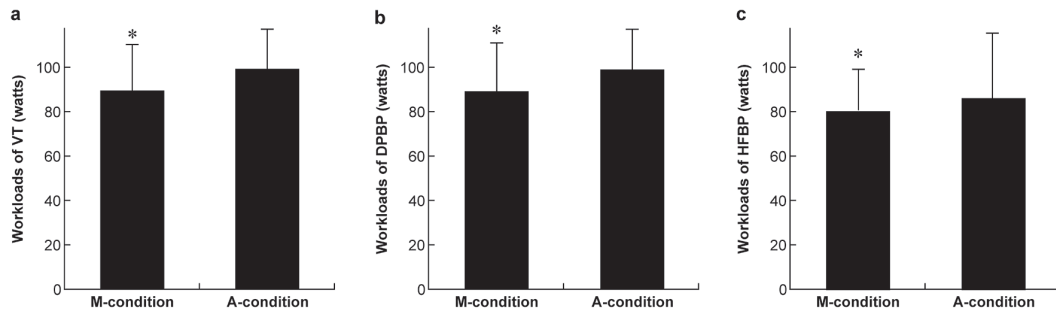 a
Workloads of VT (watts)
100
80
60
40
20
0
*
M-condition
A-condition
b
Workloads of DPBP (watts)
100
80
60
40
20
0
*
M-condition
A-condition
c
Workloads of HFBP (watts)
100
80
60
40
20
0
*
M-condition
A-condition